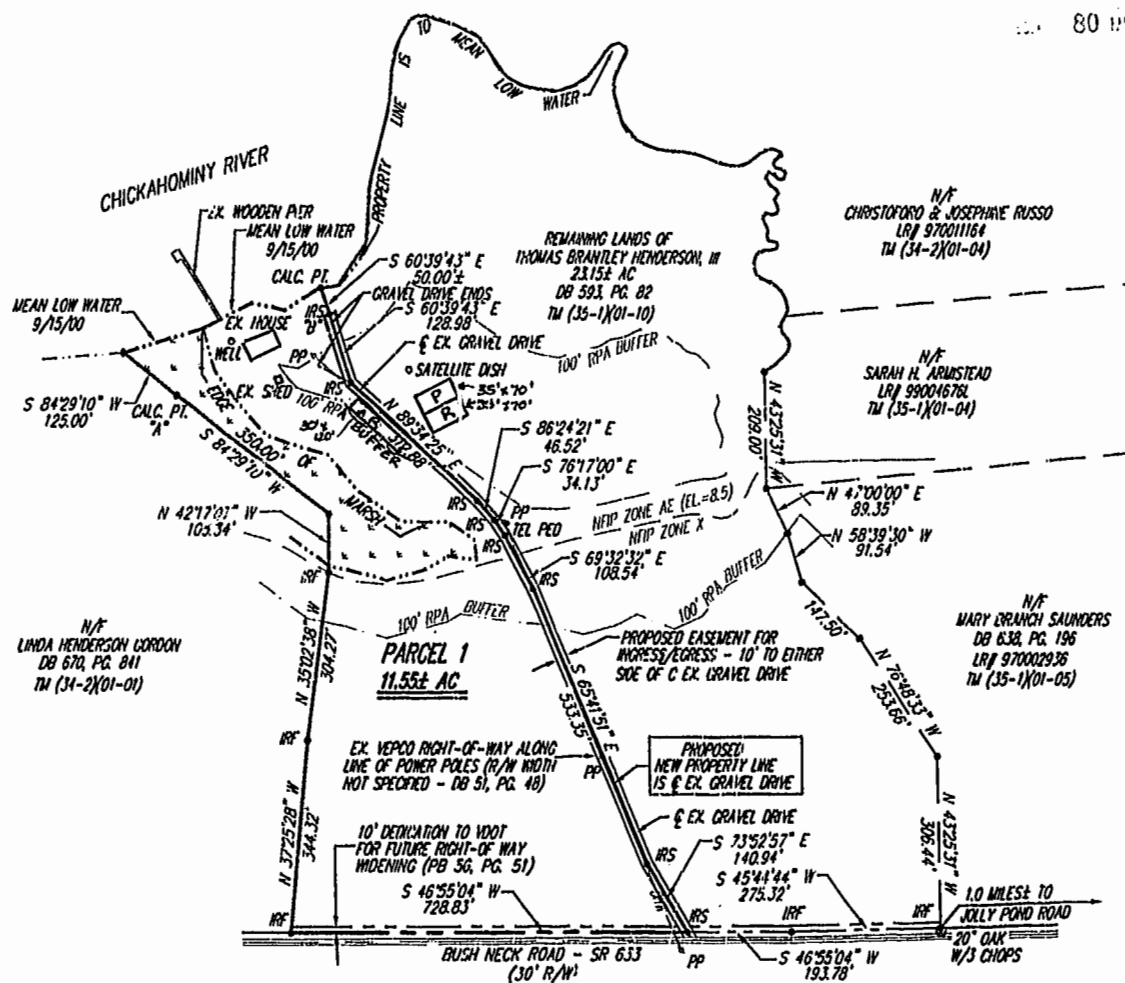 80
TO
MEAN
LOW
WATER
IS
LINE
PROPERTY
CHICKAHOMINY RIVER
EX. WOODEN PIER
MEAN LOW WATER
9/15/00
CALC. PT.
MEAN LOW WATER
9/15/00
S 60°39'43" E
50.00'±
GRAVEL DRIVE ENDS
S 60°39'43" E
128.98'
℄ EX. GRAVEL DRIVE
IRS
EX. HOUSE
WELL
EX. SHED
PP
IRS
SATELLITE DISH
P
R
35'x70'
100' RPA
BUFFER
N 89°34'25" E
S 84°29'10" W
125.00'
CALC. PT.
"A"
S 84°29'10" W
350.00'
EDGE
OF
MARSH
REMAINING LANDS OF
THOMAS BRANTLEY HENDERSON, III
23.15± AC
DB 593, PG. 82
TM (35-1)(01-10)
100' RPA BUFFER
N/F
CHRISTOFORO & JOSEPHINE RUSSO
LR# 970011164
TM (34-2)(01-04)
N/F
SARAH H. ARMISTEAD
LR# 990046761
TM (35-1)(01-04)
N 43°25'31" W
209.00'
S 86°24'21" E
46.52'
S 76°17'00" E
34.13'
IRS
IRS
IRS
IRS
PP
TEL PED
NFIP ZONE AE (EL.=8.5)
NFIP ZONE X
N 47°00'00" E
89.35'
N 58°39'30" W
91.54'
N 42°17'01" W
105.34'
IRF
S 69°32'32" E
108.54'
100' RPA BUFFER
100' RPA BUFFER
147.50'
N/F
LINDA HENDERSON GORDON
DB 670, PG. 841
TM (34-2)(01-01)
N 35°02'38" W
304.27'
PARCEL 1
11.55± AC
PROPOSED EASEMENT FOR
INGRESS/EGRESS - 10' TO EITHER
SIDE OF C EX. GRAVEL DRIVE
N/F
MARY BRANCH SAUNDERS
DB 638, PG. 196
LR# 970002936
TM (35-1)(01-05)
N 76°48'33" W
253.66'
S 65°41'51" E
533.35'
IRF
EX. VEPCO RIGHT-OF-WAY ALONG
LINE OF POWER POLES (R/W WIDTH
NOT SPECIFIED - DB 51, PG. 48)
PP
PROPOSED
NEW PROPERTY LINE
IS ℄ EX. GRAVEL DRIVE
℄ EX. GRAVEL DRIVE
N 37°25'28" W
344.32'
10' DEDICATION TO VDOT
FOR FUTURE RIGHT-OF WAY
WIDENING (PB 56, PG. 51)
S 46°55'04" W
728.83'
IRS
S 73°52'57" E
140.94'
S 45°44'44" W
275.32'
N 43°25'31" W
306.44'
IRF
IRS
IRF
IRF
1.0 MILES± TO
JOLLY POND ROAD
20" OAK
W/3 CHOPS
BUSH NECK ROAD - SR 633
(30' R/W)
PP
S 46°55'04" W
193.78'